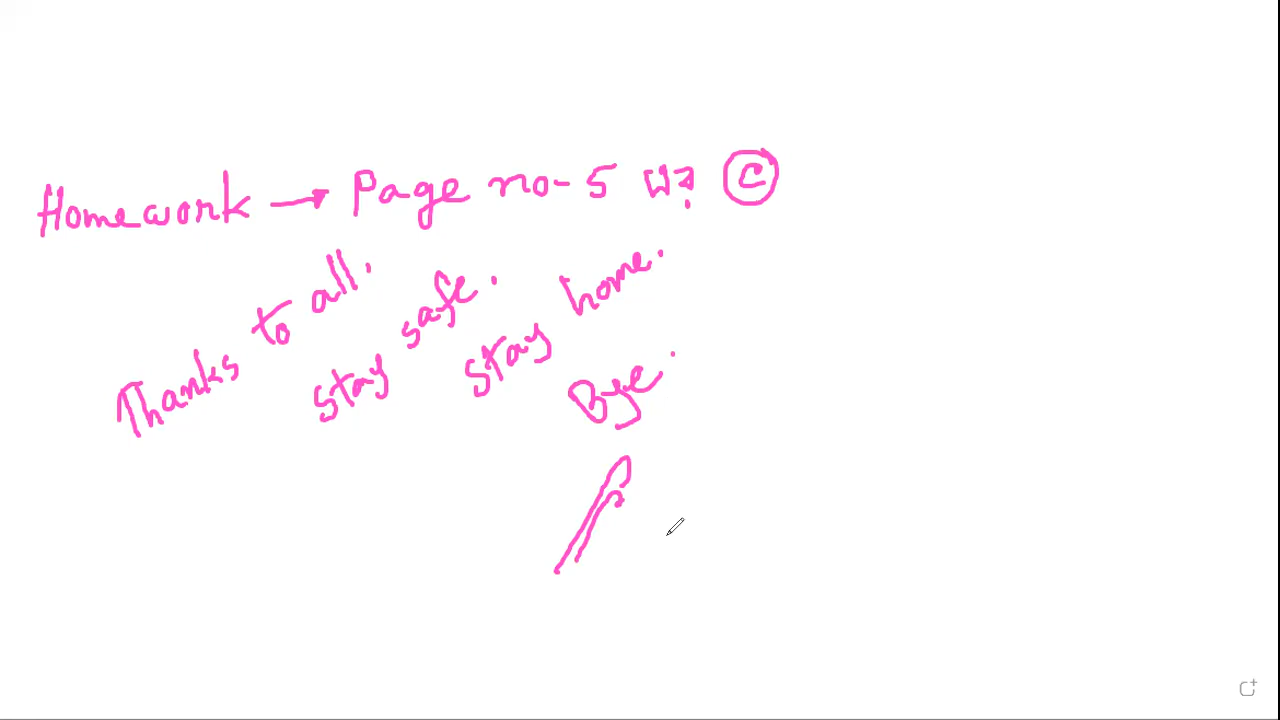 Homework → Page no- 5 Ⓒ
Thanks to all.
Stay safe.
Stay home.
Bye.